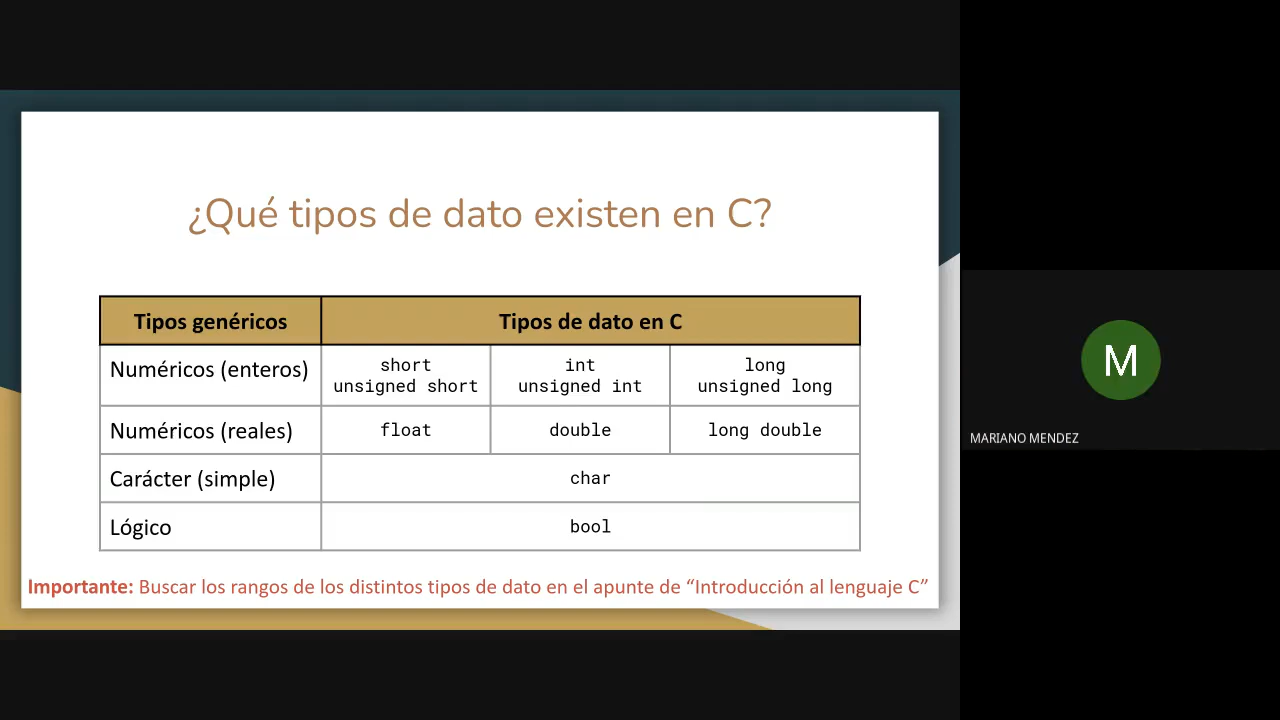 ¿Qué tipos de dato existen en C?
Tipos genéricos Tipos de dato en C
Numéricos (enteros) short int long
unsigned short unsigned int unsigned long
Numéricos (reales) float double long double
Carácter (simple) char
Lógico bool
Importante: Buscar los rangos de los distintos tipos de dato en el apunte de “Introducción al lenguaje C”
M
MARIANO MENDEZ